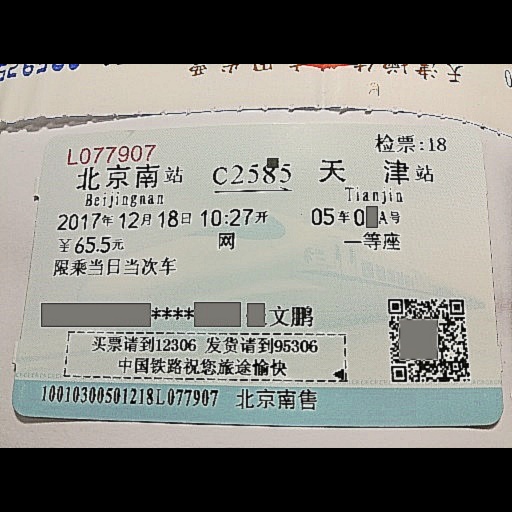 L077907
检票:18
北京南站 C2585 天津站
Beijingnan Tianjin
2017年12月18日10:27开 05车0A号
￥65.5元 网 一等座
限乘当日当次车
**** 文鹏
买票请到12306 发货请到95306
中国铁路祝您旅途愉快
10010300501218L077907 北京南售